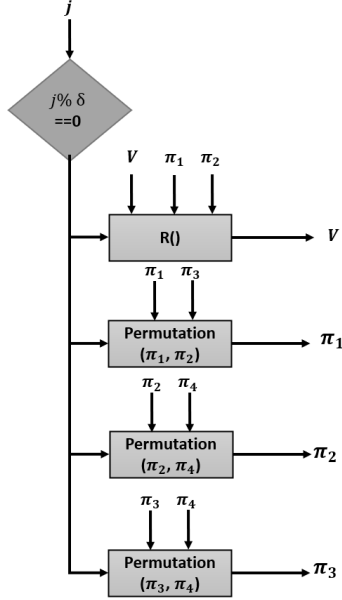 j
j% δ
==0
V π₁ π₂
R()
V
π₁ π₃
Permutation
(π₁, π₂)
π₁
π₂ π₄
Permutation
(π₂, π₄)
π₂
π₃ π₄
Permutation
(π₃, π₄)
π₃